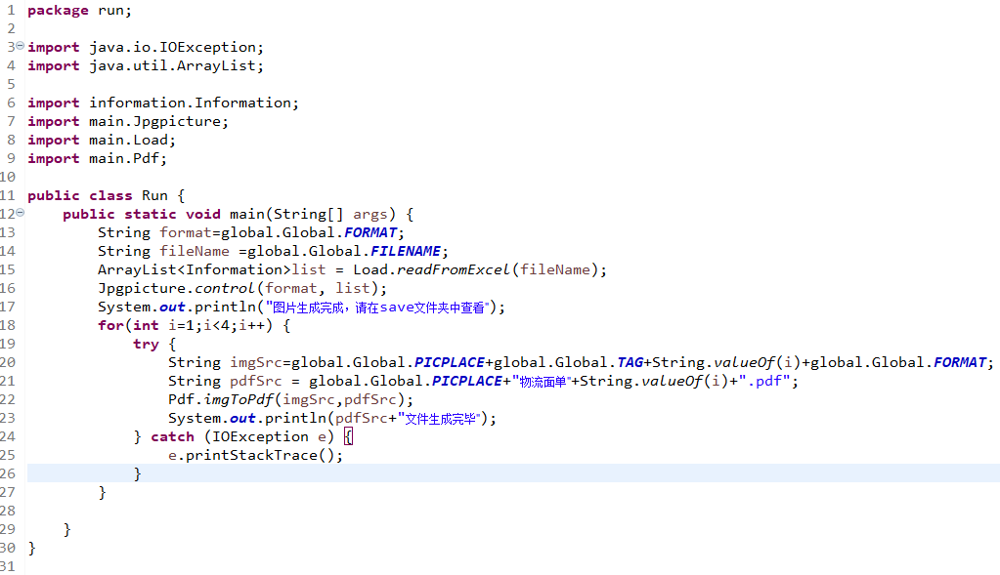 1 package run;
2
3 import java.io.IOException;
4 import java.util.ArrayList;
5
6 import information.Information;
7 import main.Jpgpicture;
8 import main.Load;
9 import main.Pdf;
10
11 public class Run {
12     public static void main(String[] args) {
13         String format=global.Global.FORMAT;
14         String fileName =global.Global.FILENAME;
15         ArrayList<Information>list = Load.readFromExcel(fileName);
16         Jpgpicture.control(format, list);
17         System.out.println("图片生成完成，请在save文件夹中查看");
18         for(int i=1;i<4;i++) {
19             try {
20                 String imgSrc=global.Global.PICPLACE+global.Global.TAG+String.valueOf(i)+global.Global.FORMAT;
21                 String pdfSrc = global.Global.PICPLACE+"物流面单"+String.valueOf(i)+".pdf";
22                 Pdf.imgToPdf(imgSrc,pdfSrc);
23                 System.out.println(pdfSrc+"文件生成完毕");
24             } catch (IOException e) {
25                 e.printStackTrace();
26             }
27         }
28
29     }
30 }
31